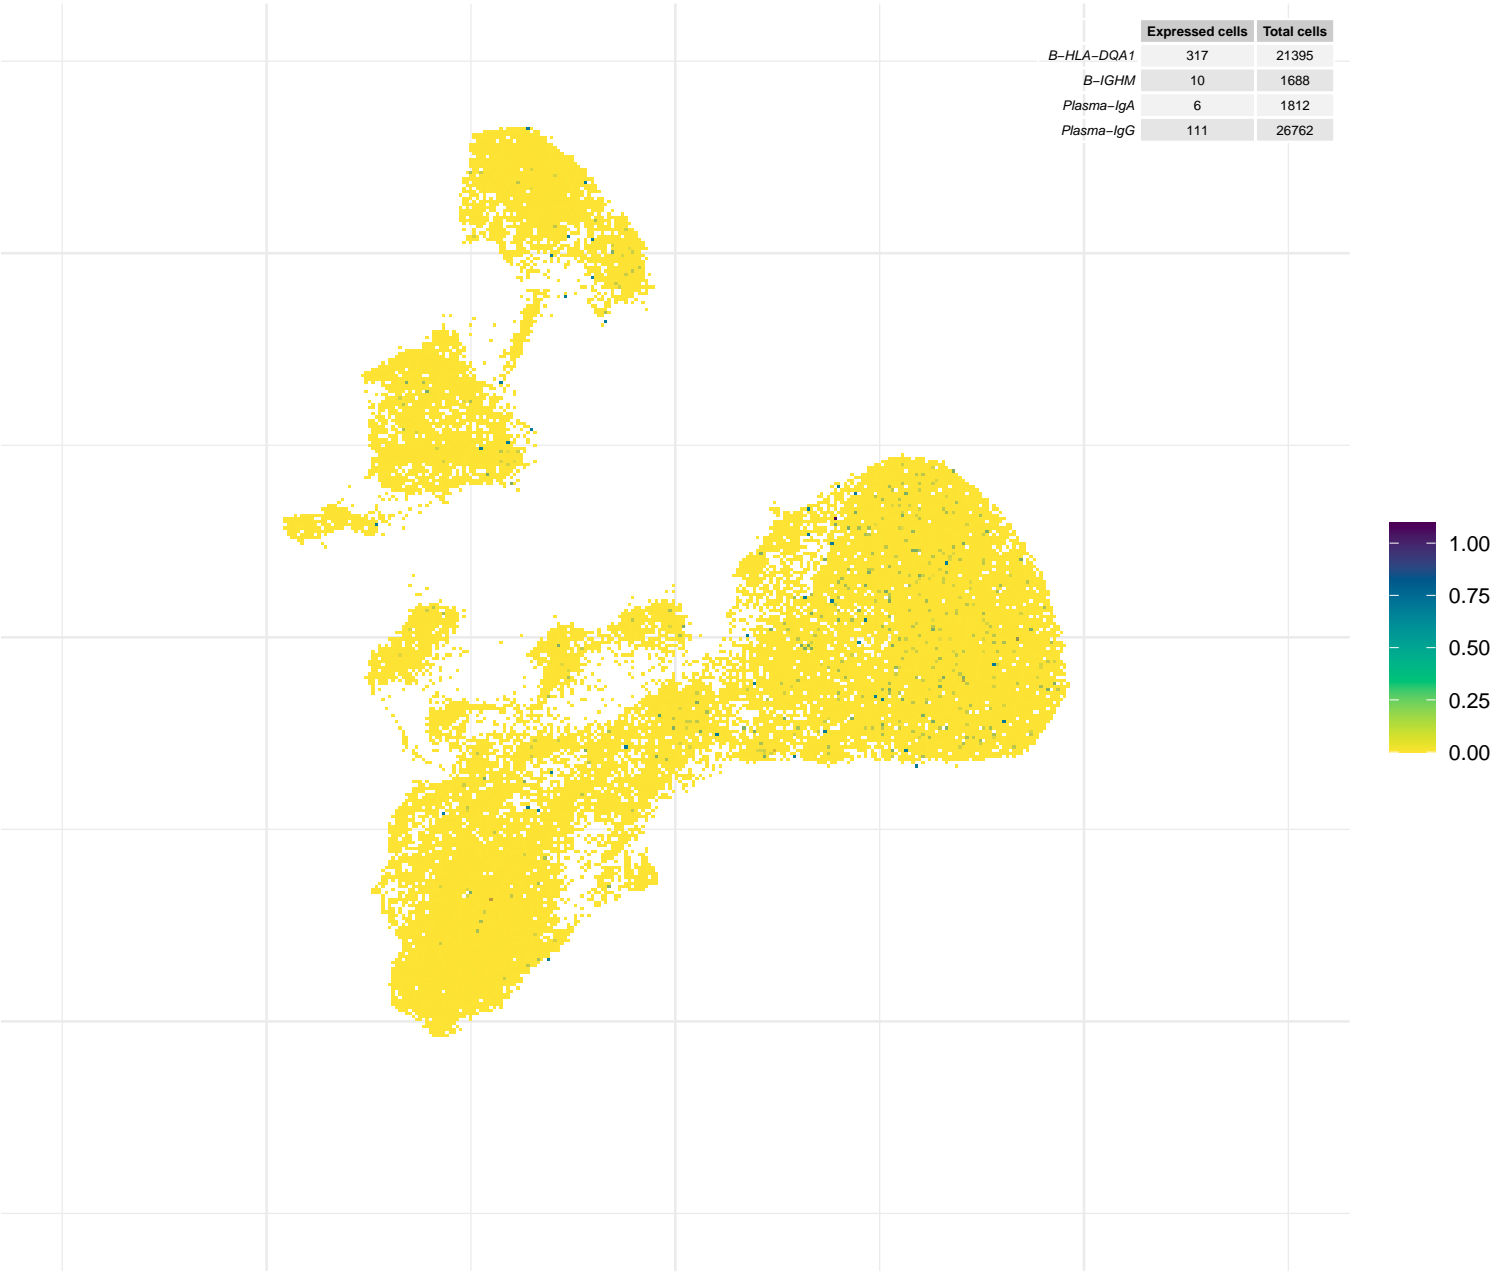 Expressed cells Total cells
B−HLA−DQA1 317 21395
B−IGHM 10 1688
Plasma−IgA 6 1812
Plasma−IgG 111 26762
1.00
0.75
0.50
0.25
0.00